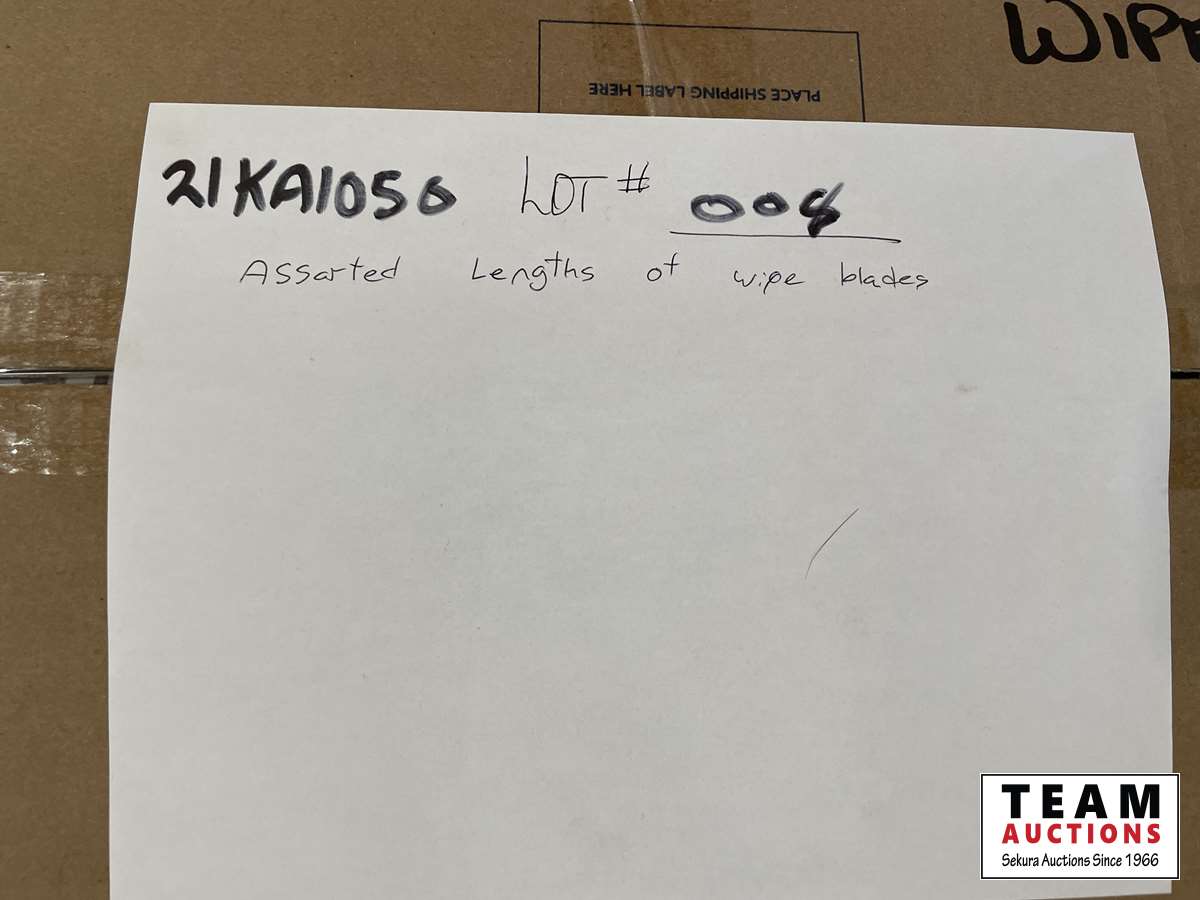 WIPE
PLACE SHIPPING LABEL HERE
21KA1050 LOT # 008
Assarted Lengths of wipe blades
TEAM
AUCTIONS
Sekura Auctions Since 1966